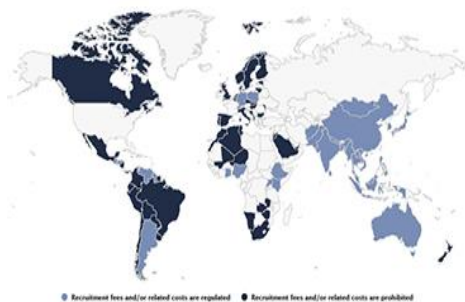 Recruitment fees and/or related costs are regulated Recruitment fees and/or related costs are prohibited